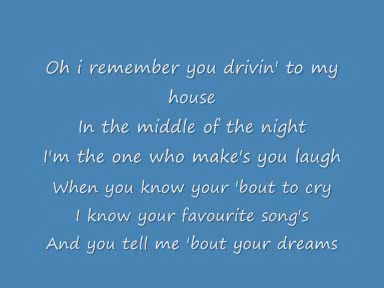 Oh i remember you drivin' to my
house
In the middle of the night
I'm the one who make's you laugh
When you know your 'bout to cry
I know your favourite song's
And you tell me 'bout your dreams